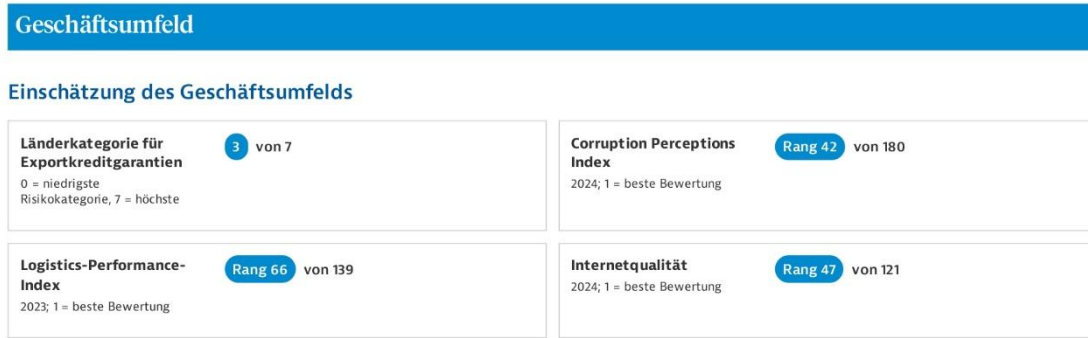 Geschäftsumfeld
Einschätzung des Geschäftsumfelds
Länderkategorie für
Exportkreditgarantien
0 = niedrigste
Risikokategorie, 7 = höchste
3 von 7
Corruption Perceptions
Index
2024; 1 = beste Bewertung
Rang 42 von 180
Logistics-Performance-
Index
2023; 1 = beste Bewertung
Rang 66 von 139
Internetqualität
2024; 1 = beste Bewertung
Rang 47 von 121